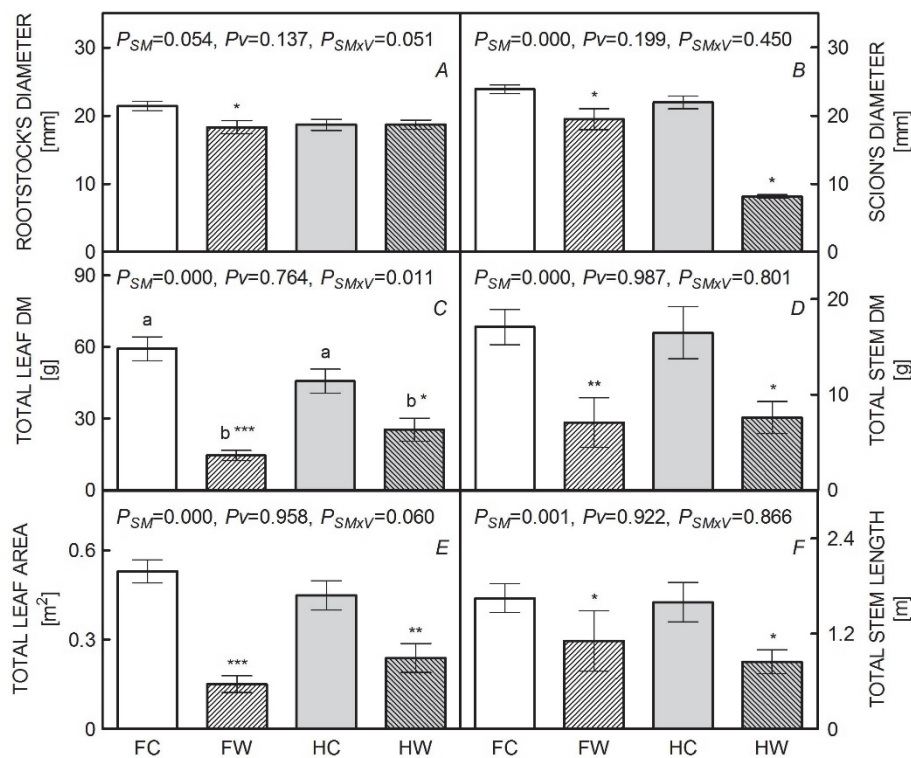 P_SM=0.054, Pv=0.137, P_SMxV=0.051
A
ROOTSTOCK'S DIAMETER
[mm]
30
20
10
0
*
P_SM=0.000, Pv=0.199, P_SMxV=0.450
B
SCION'S DIAMETER
[mm]
30
20
10
0
*
*
P_SM=0.000, Pv=0.764, P_SMxV=0.011
C
TOTAL LEAF DM
[g]
90
60
30
0
a
b ***
a
b *
P_SM=0.000, Pv=0.987, P_SMxV=0.801
D
TOTAL STEM DM
[g]
20
10
0
**
*
P_SM=0.000, Pv=0.958, P_SMxV=0.060
E
TOTAL LEAF AREA
[m²]
0.6
0.3
0
***
**
P_SM=0.001, Pv=0.922, P_SMxV=0.866
F
TOTAL STEM LENGTH
[m]
2.4
1.2
0
*
*
FC FW HC HW
FC FW HC HW